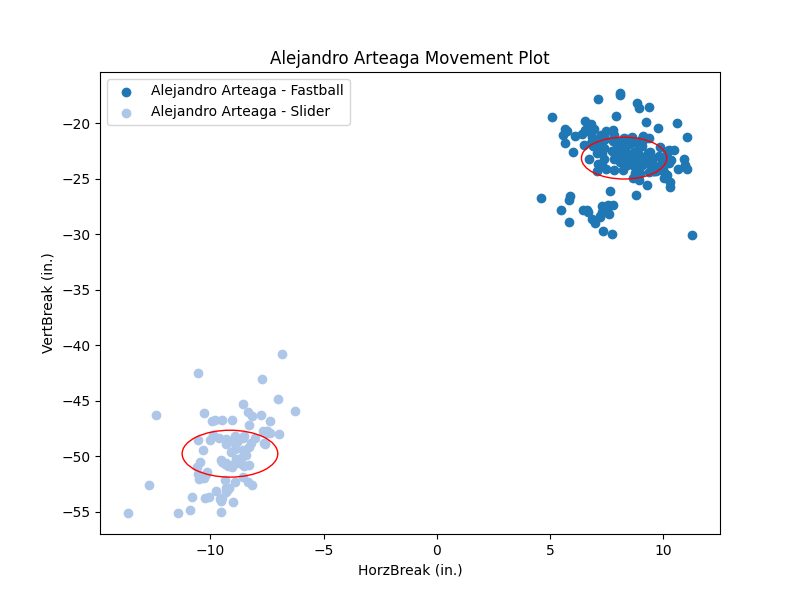 Alejandro Arteaga Movement Plot
Alejandro Arteaga - Fastball
Alejandro Arteaga - Slider
VertBreak (in.)
−20
−25
−30
−35
−40
−45
−50
−55
−10 −5 0 5 10
HorzBreak (in.)